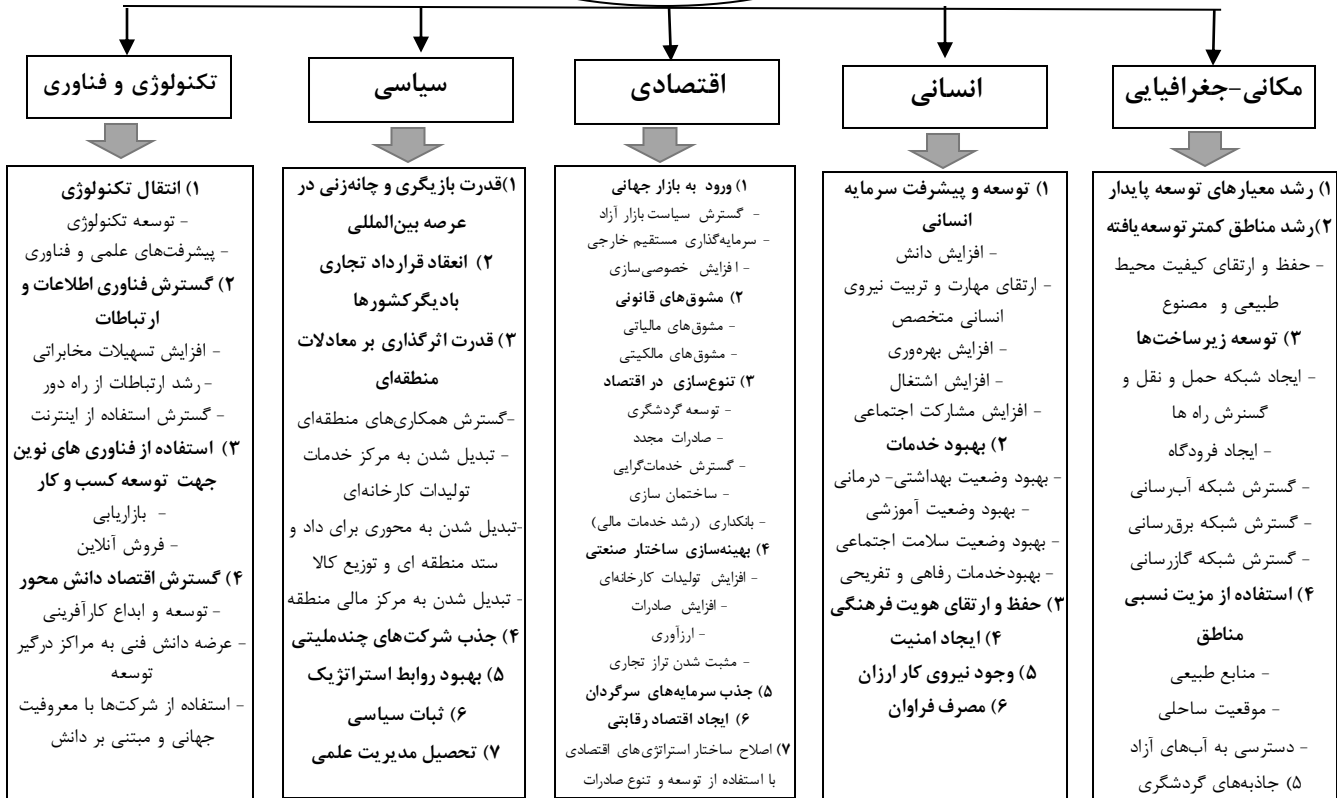 مکانی-جغرافیایی
۱) رشد معیارهای توسعه پایدار
۲)رشد مناطق کمتر توسعه‌یافته
- حفظ و ارتقای کیفیت محیط
طبیعی و مصنوع
۳) توسعه زیرساخت‌ها
- ایجاد شبکه حمل و نقل و
گسنرش راه ها
- ایجاد فرودگاه
- گسترش شبکه آب‌رسانی
- گسترش شبکه برق‌رسانی
- گسترش شبکه گازرسانی
۴) استفاده از مزیت نسبی
مناطق
- منابع طبیعی
- موقعیت ساحلی
- دسترسی به آب‌های آزاد
۵) جاذبه‌های گردشگری
انسانی
۱) توسعه و پیشرفت سرمایه
انسانی
- افزایش دانش
- ارتقای مهارت و تربیت نیروی
انسانی متخصص
- افزایش بهره‌وری
- افزایش اشتغال
- افزایش مشارکت اجتماعی
۲) بهبود خدمات
- بهبود وضعیت بهداشتی- درمانی
- بهبود وضعیت آموزشی
- بهبود وضعیت سلامت اجتماعی
- بهبودخدمات رفاهی و تفریحی
۳) حفظ و ارتقای هویت فرهنگی
۴) ایجاد امنیت
۵) وجود نیروی کار ارزان
۶) مصرف فراوان
اقتصادی
۱) ورود به بازار جهانی
- گسترش سیاست بازار آزاد
- سرمایه‌گذاری مستقیم خارجی
- افزایش خصوصی‌سازی
۲) مشوق‌های قانونی
- مشوق‌های مالیاتی
- مشوق‌های مالکیتی
۳) تنوع‌سازی در اقتصاد
- توسعه گردشگری
- صادرات مجدد
- گسترش خدمات‌گرایی
- ساختمان سازی
- بانکداری (رشد خدمات مالی)
۴) بهینه‌سازی ساختار صنعتی
- افزایش تولیدات کارخانه‌ای
- افزایش صادرات
- ارزآوری
- مثبت شدن تراز تجاری
۵) جذب سرمایه‌های سرگردان
۶) ایجاد اقتصاد رقابتی
۷) اصلاح ساختار استراتژی‌های اقتصادی
با استفاده از توسعه و تنوع صادرات
سیاسی
۱)قدرت بازیگری و چانه‌زنی در
عرصه بین‌المللی
۲) انعقاد قرارداد تجاری
بادیگرکشورها
۳) قدرت اثرگذاری بر معادلات
منطقه‌ای
-گسترش همکاری‌های منطقه‌ای
- تبدیل شدن به مرکز خدمات
تولیدات کارخانه‌ای
-تبدیل شدن به محوری برای داد و
ستد منطقه ای و توزیع کالا
- تبدیل شدن به مرکز مالی منطقه
۴) جذب شرکت‌های چندملیتی
۵) بهبود روابط استراتژیک
۶) ثبات سیاسی
۷) تحصیل مدیریت علمی
تکنولوژی و فناوری
۱) انتقال تکنولوژی
- توسعه تکنولوژی
- پیشرفت‌های علمی و فناوری
۲) گسترش فناوری اطلاعات و
ارتباطات
- افزایش تسهیلات مخابراتی
- رشد ارتباطات از راه دور
- گسترش استفاده از اینترنت
۳) استفاده از فناوری های نوین
جهت توسعه کسب و کار
- بازاریابی
- فروش آنلاین
۴) گسترش اقتصاد دانش محور
- توسعه و ابداع کارآفرینی
- عرضه دانش فنی به مراکز درگیر
توسعه
- استفاده از شرکت‌ها با معروفیت
جهانی و مبتنی بر دانش